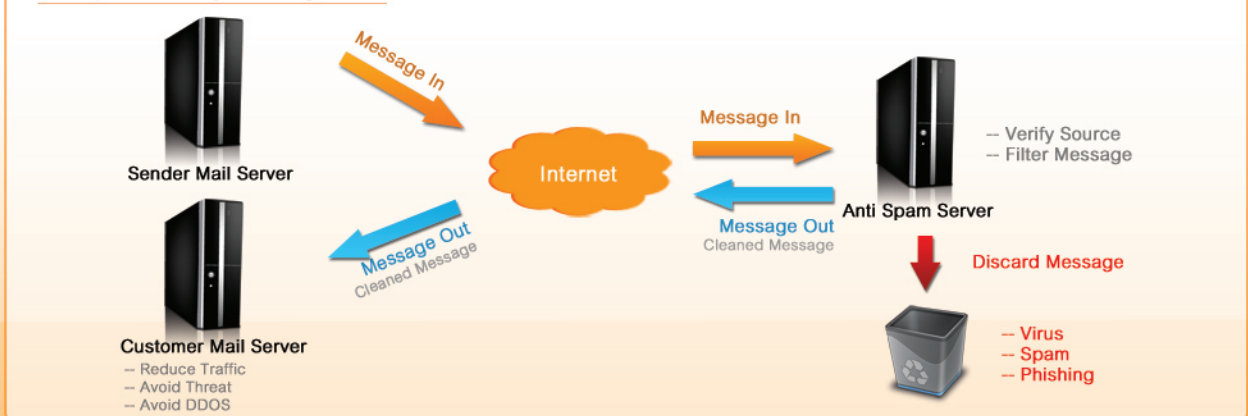 Message In
Sender Mail Server
Internet
Message In
-- Verify Source
-- Filter Message
Anti Spam Server
Message Out
Cleaned Message
Message Out
Cleaned Message
Discard Message
Customer Mail Server
-- Reduce Traffic
-- Avoid Threat
-- Avoid DDOS
-- Virus
-- Spam
-- Phishing